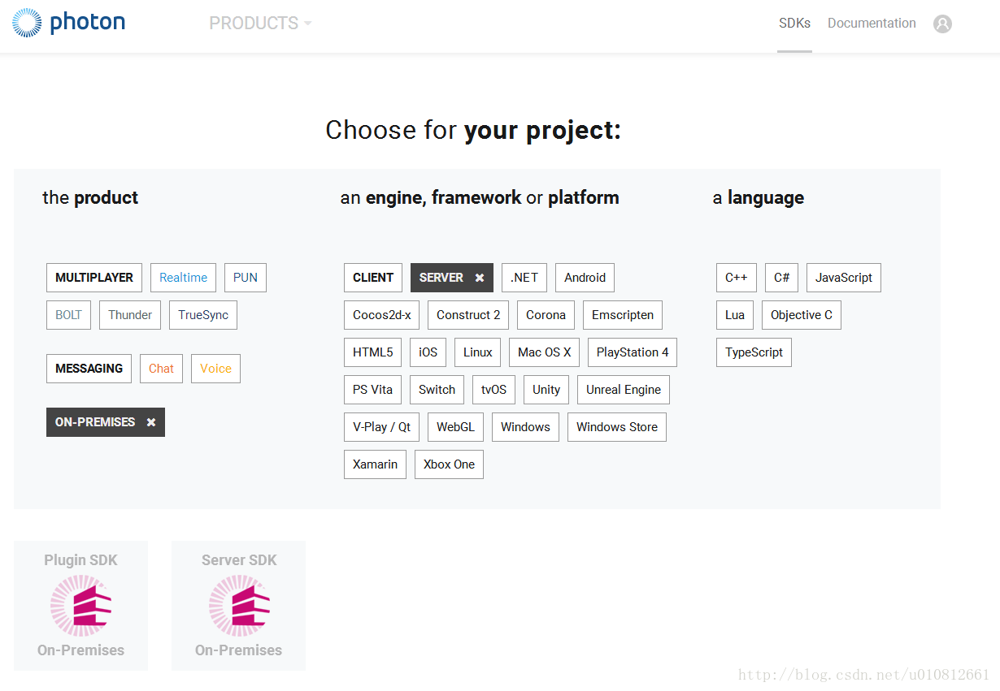 photon PRODUCTS SDKs Documentation
Choose for your project:
the product
an engine, framework or platform
a language
MULTIPLAYER Realtime PUN
BOLT Thunder TrueSync
MESSAGING Chat Voice
ON-PREMISES ✖
CLIENT SERVER ✖ .NET Android
Cocos2d-x Construct 2 Corona Emscripten
HTML5 iOS Linux Mac OS X PlayStation 4
PS Vita Switch tvOS Unity Unreal Engine
V-Play / Qt WebGL Windows Windows Store
Xamarin Xbox One
C++ C# JavaScript
Lua Objective C
TypeScript
Plugin SDK
On-Premises
Server SDK
On-Premises
http://blog.csdn.net/u010812661